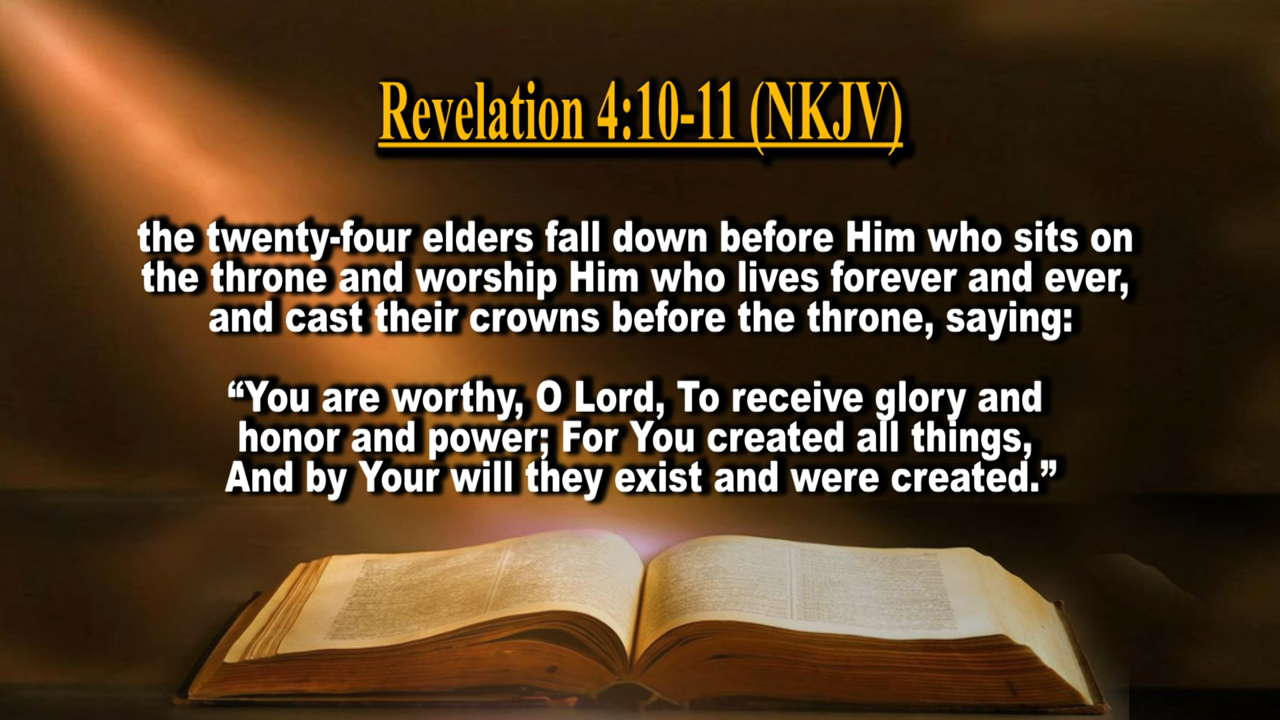 Revelation 4:10-11 (NKJV)
the twenty-four elders fall down before Him who sits on
the throne and worship Him who lives forever and ever,
and cast their crowns before the throne, saying:
“You are worthy, O Lord, To receive glory and
honor and power; For You created all things,
And by Your will they exist and were created.”